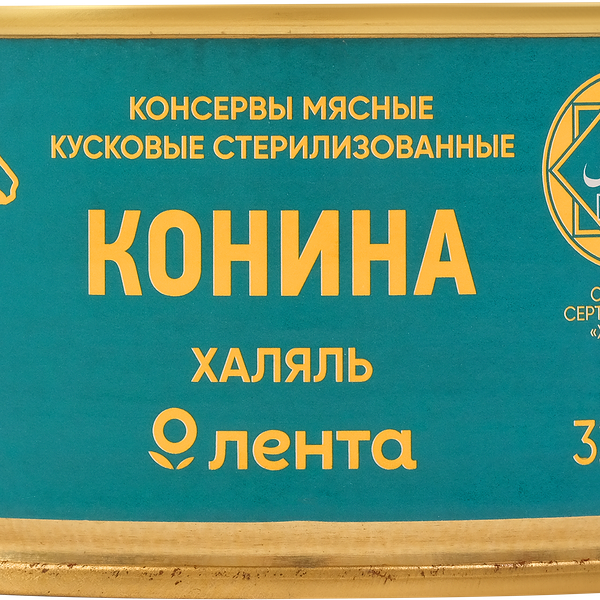 КОНСЕРВЫ МЯСНЫЕ
КУСКОВЫЕ СТЕРИЛИЗОВАННЫЕ
КОНИНА
ХАЛЯЛЬ
лента